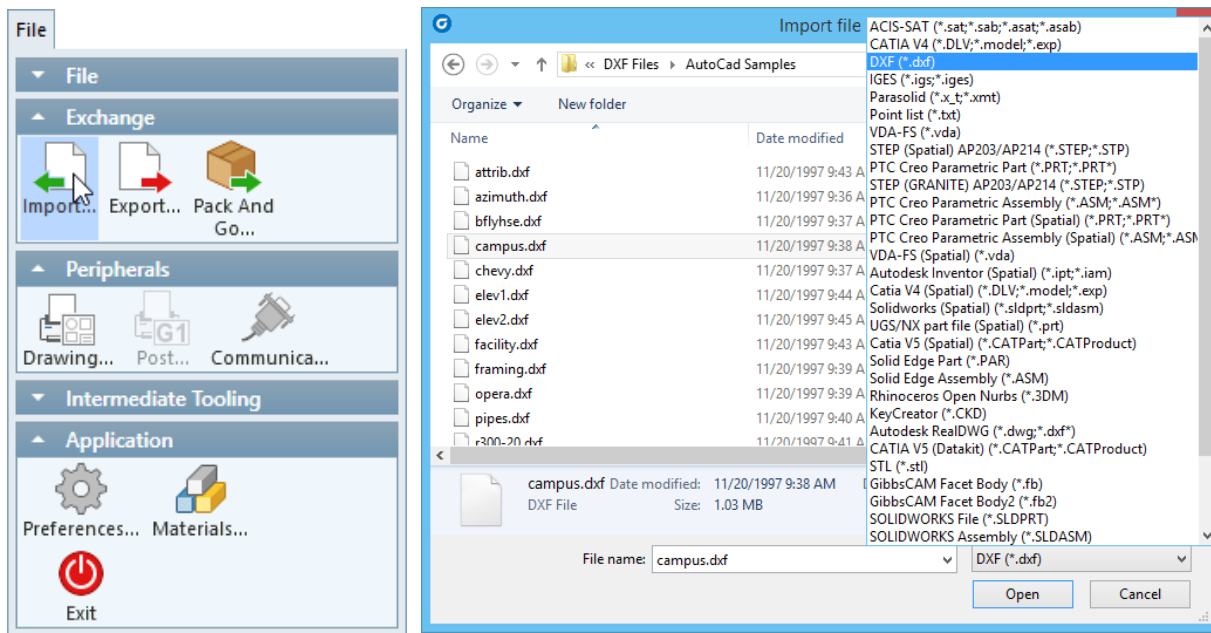 File
File
Exchange
Import... Export... Pack And
Go...
Peripherals
G1
Drawing... Post... Communica...
Intermediate Tooling
Application
Preferences... Materials...
Exit
Import file
« DXF Files AutoCad Samples
Organize New folder
Name Date modified
attrib.dxf 11/20/1997 9:43 A
azimuth.dxf 11/20/1997 9:36 A
bflyhse.dxf 11/20/1997 9:37 A
campus.dxf 11/20/1997 9:38 A
chevy.dxf 11/20/1997 9:37 A
elev1.dxf 11/20/1997 9:44 A
elev2.dxf 11/20/1997 9:45 A
facility.dxf 11/20/1997 9:43 A
framing.dxf 11/20/1997 9:39 A
opera.dxf 11/20/1997 9:39 A
pipes.dxf 11/20/1997 9:40 A
r300-20.dxf 11/20/1997 9:41 A
campus.dxf Date modified: 11/20/1997 9:38 AM
DXF File Size: 1.03 MB
ACIS-SAT (*.sat;*.sab;*.asat;*.asab)
CATIA V4 (*.DLV;*.model;*.exp)
DXF (*.dxf)
IGES (*.igs;*.iges)
Parasolid (*.x_t;*.xmt)
Point list (*.txt)
VDA-FS (*.vda)
STEP (Spatial) AP203/AP214 (*.STEP;*.STP)
PTC Creo Parametric Part (*.PRT;*.PRT*)
STEP (GRANITE) AP203/AP214 (*.STEP;*.STP)
PTC Creo Parametric Assembly (*.ASM;*.ASM*)
PTC Creo Parametric Part (Spatial) (*.PRT;*.PRT*)
PTC Creo Parametric Assembly (Spatial) (*.ASM;*.ASM
VDA-FS (Spatial) (*.vda)
Autodesk Inventor (Spatial) (*.ipt;*.iam)
Catia V4 (Spatial) (*.DLV;*.model;*.exp)
Solidworks (Spatial) (*.sldprt;*.sldasm)
UGS/NX part file (Spatial) (*.prt)
Catia V5 (Spatial) (*.CATPart;*.CATProduct)
Solid Edge Part (*.PAR)
Solid Edge Assembly (*.ASM)
Rhinoceros Open Nurbs (*.3DM)
KeyCreator (*.CKD)
Autodesk RealDWG (*.dwg;*.dxf*)
CATIA V5 (Datakit) (*.CATPart;*.CATProduct)
STL (*.stl)
GibbsCAM Facet Body (*.fb)
GibbsCAM Facet Body2 (*.fb2)
SOLIDWORKS File (*.SLDPRT)
SOLIDWORKS Assembly (*.SLDASM)
File name: campus.dxf DXF (*.dxf)
Open Cancel